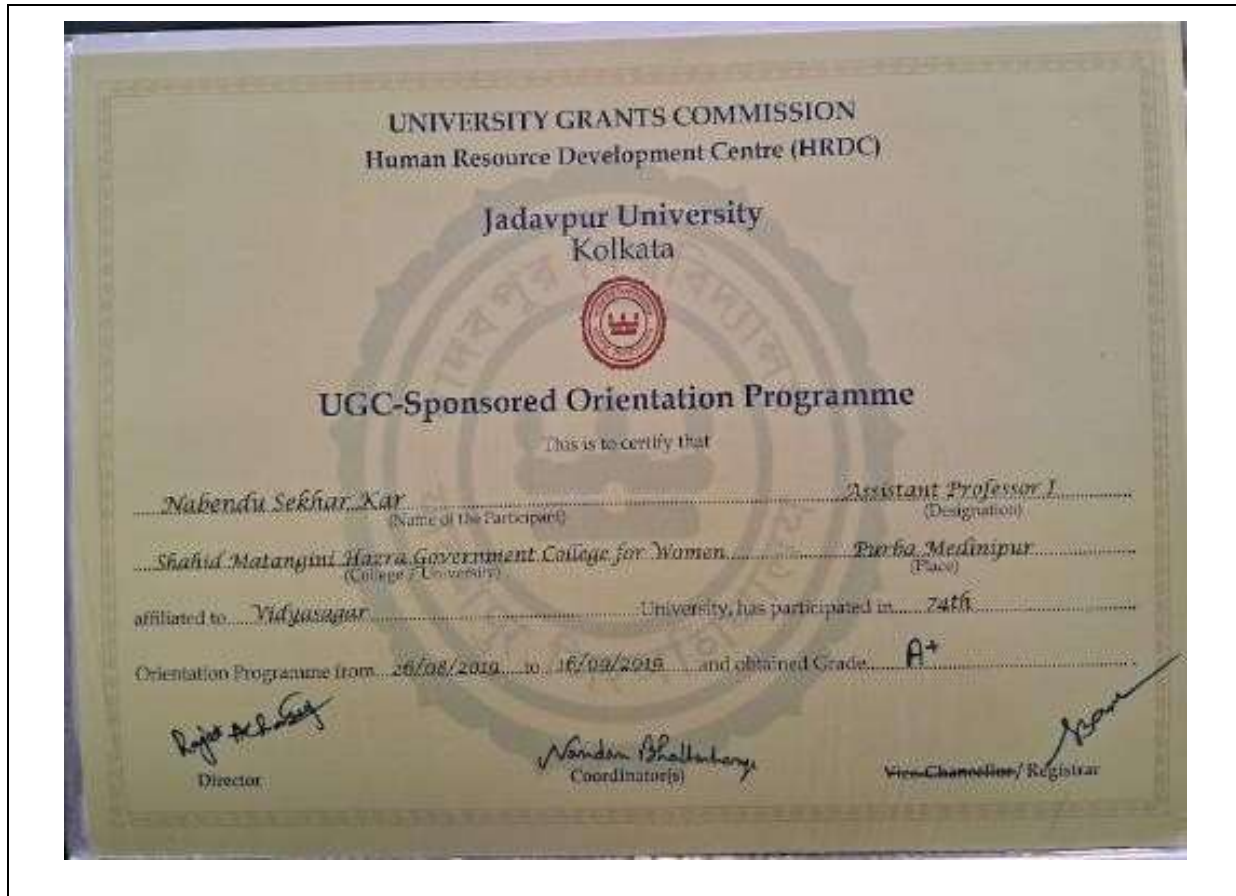 UNIVERSITY GRANTS COMMISSION
Human Resource Development Centre (HRDC)
Jadavpur University
Kolkata
UGC-Sponsored Orientation Programme
This is to certify that
Nabendu Sekhar Kar Assistant Professor I
(Name of the Participant) (Designation)
Shahid Matangini Hazra Government College for Women Purba Medinipur
(College / University) (Place)
affiliated to Vidyasagar University, has participated in 74th
Orientation Programme from 26/08/2019 to 16/09/2019 and obtained Grade A+
Nandan Bhattacharya
Director Coordinator(s) Vice-Chancellor / Registrar